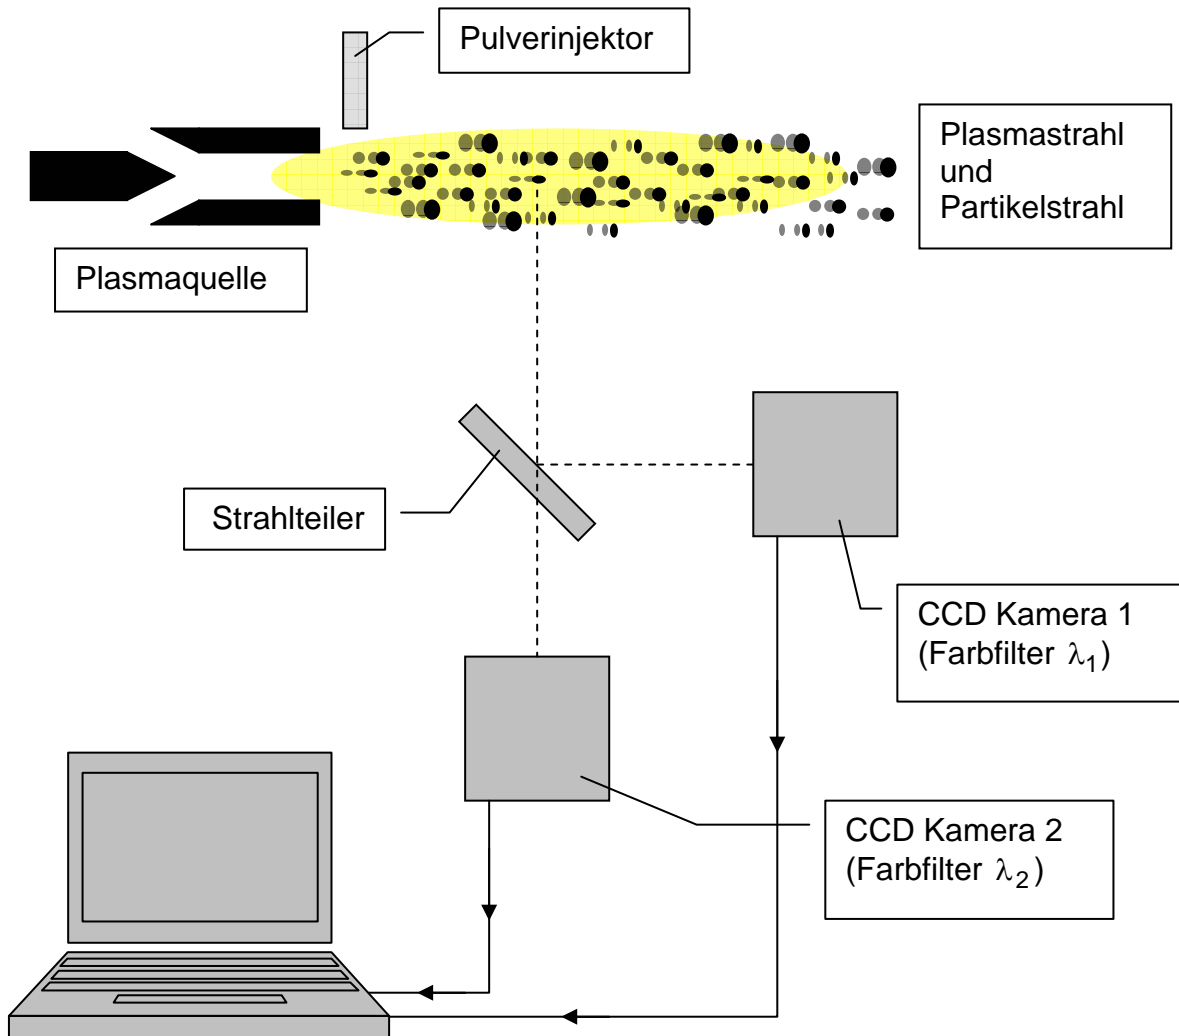 Pulverinjektor
Plasmastrahl
und
Partikelstrahl
Plasmaquelle
Strahlteiler
CCD Kamera 1
(Farbfilter λ₁)
CCD Kamera 2
(Farbfilter λ₂)